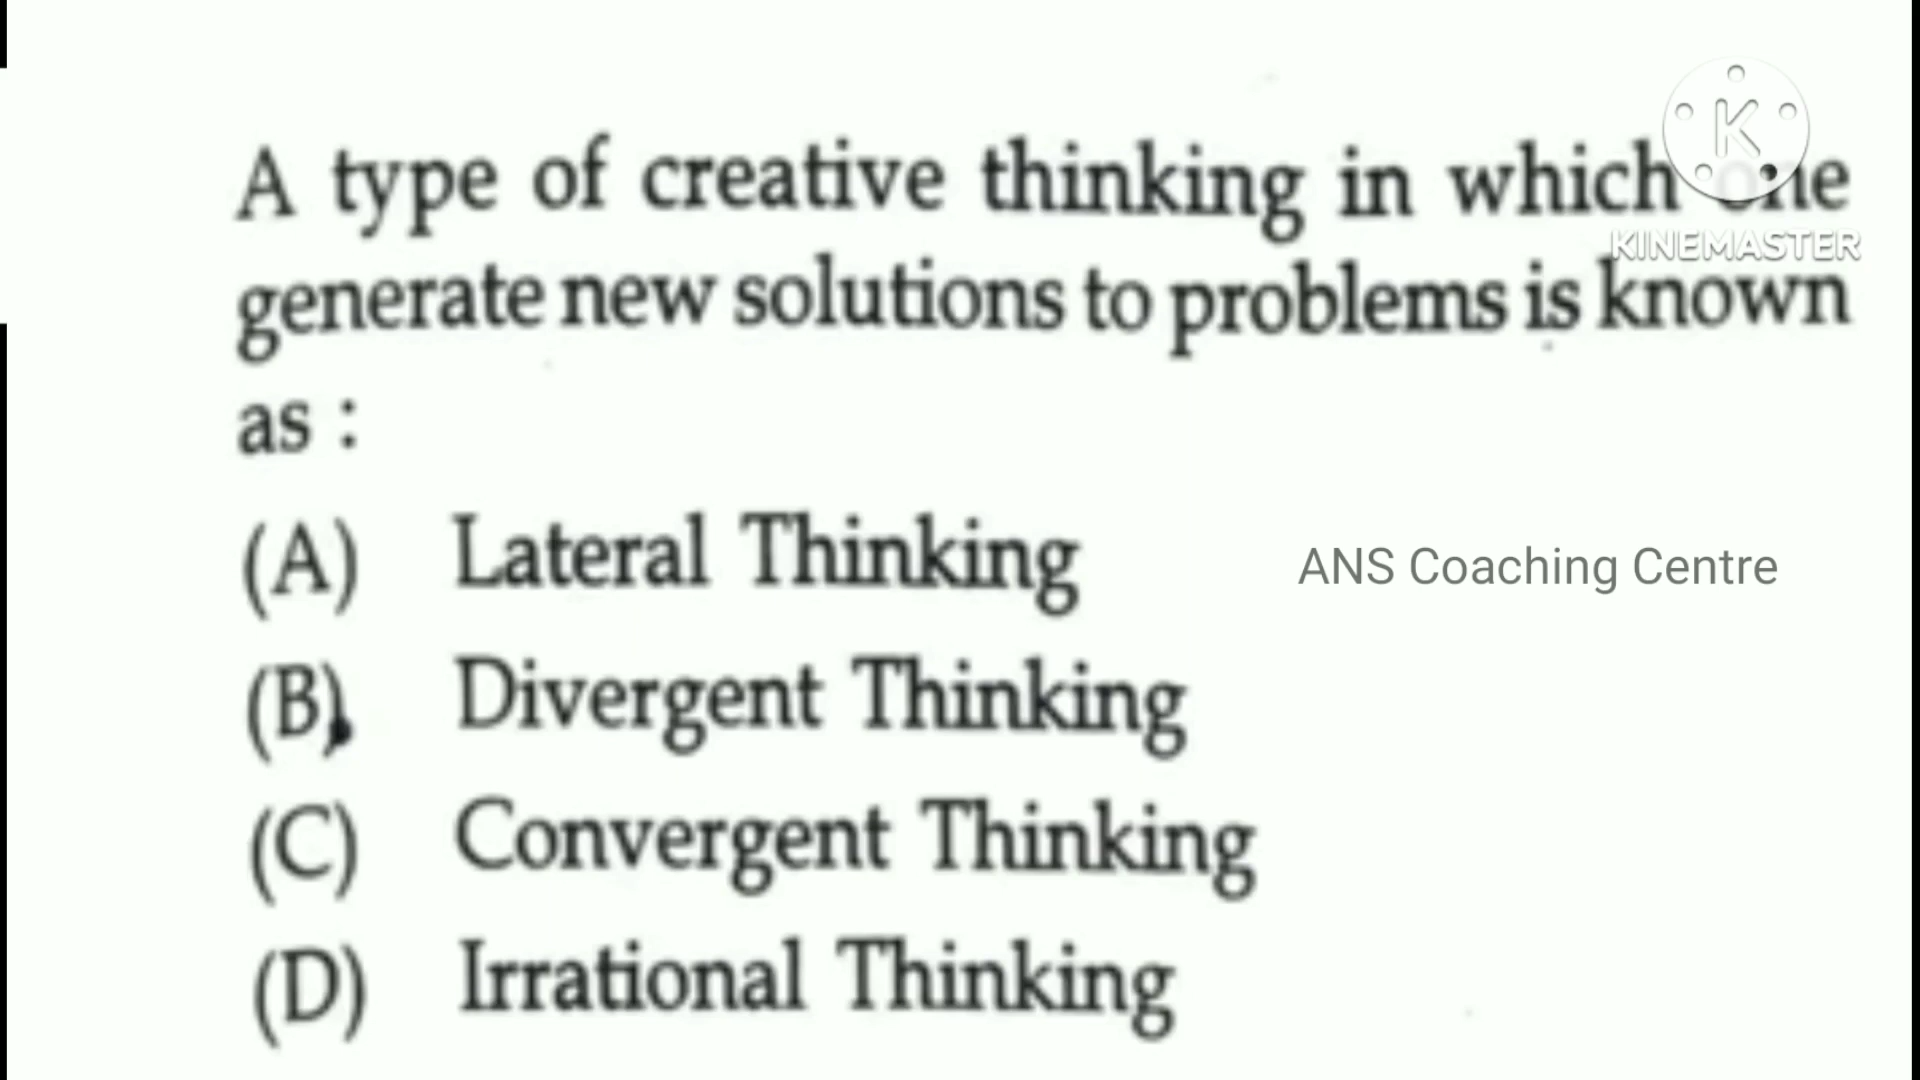 A type of creative thinking in which one
KINEMASTER
generate new solutions to problems is known
as :
(A) Lateral Thinking
ANS Coaching Centre
(B) Divergent Thinking
(C) Convergent Thinking
(D) Irrational Thinking